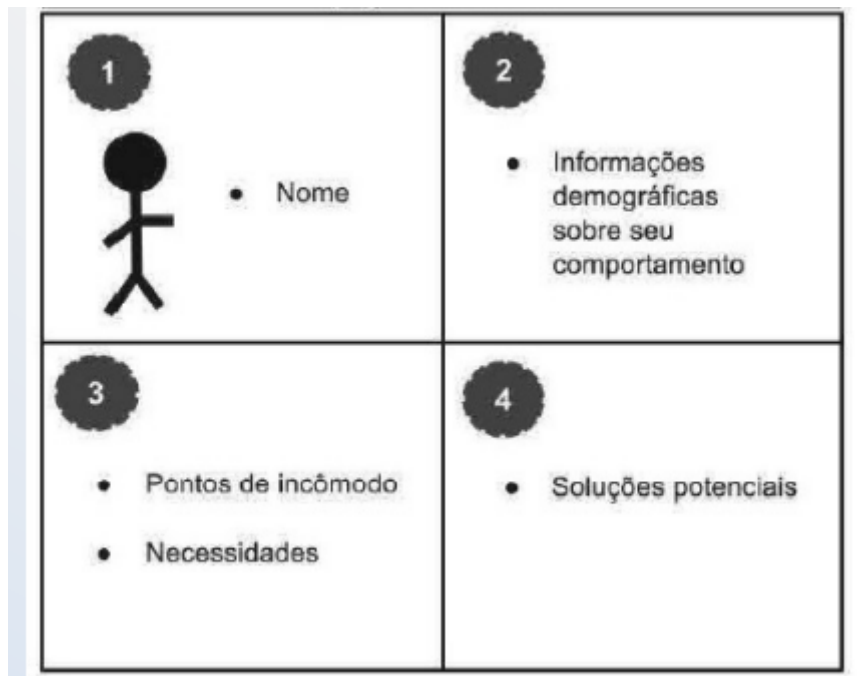 1
Nome
2
Informações
demográficas
sobre seu
comportamento
3
Pontos de incômodo
Necessidades
4
Soluções potenciais